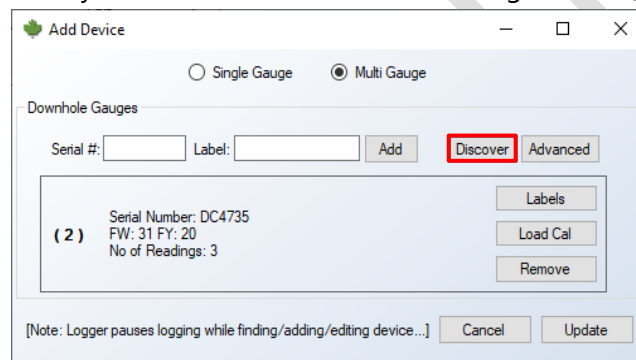 Add Device
Single Gauge Multi Gauge
Downhole Gauges
Serial #: Label: Add Discover Advanced
Labels
Serial Number: DC4735
(2) FW: 31 FY: 20
Load Cal
No of Readings: 3
Remove
[Note: Logger pauses logging while finding/adding/editing device...] Cancel Update